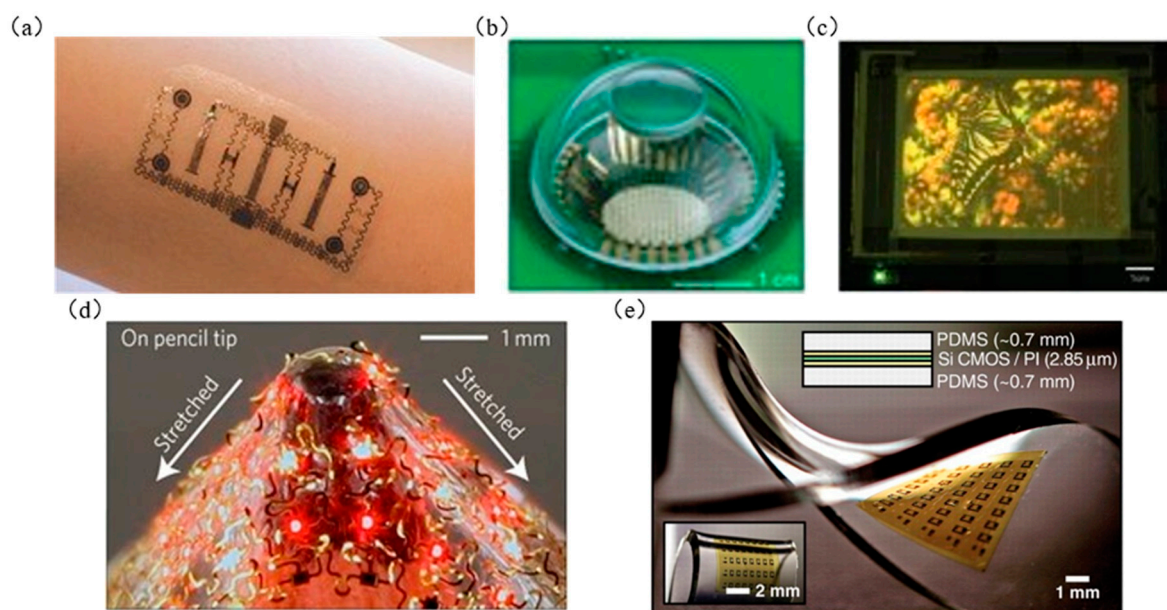 (a)
(b)
(c)
1 cm
(d)
On pencil tip
1 mm
Stretched
Stretched
(e)
PDMS (~0.7 mm)
Si CMOS / PI (2.85 μm)
PDMS (~0.7 mm)
2 mm
1 mm